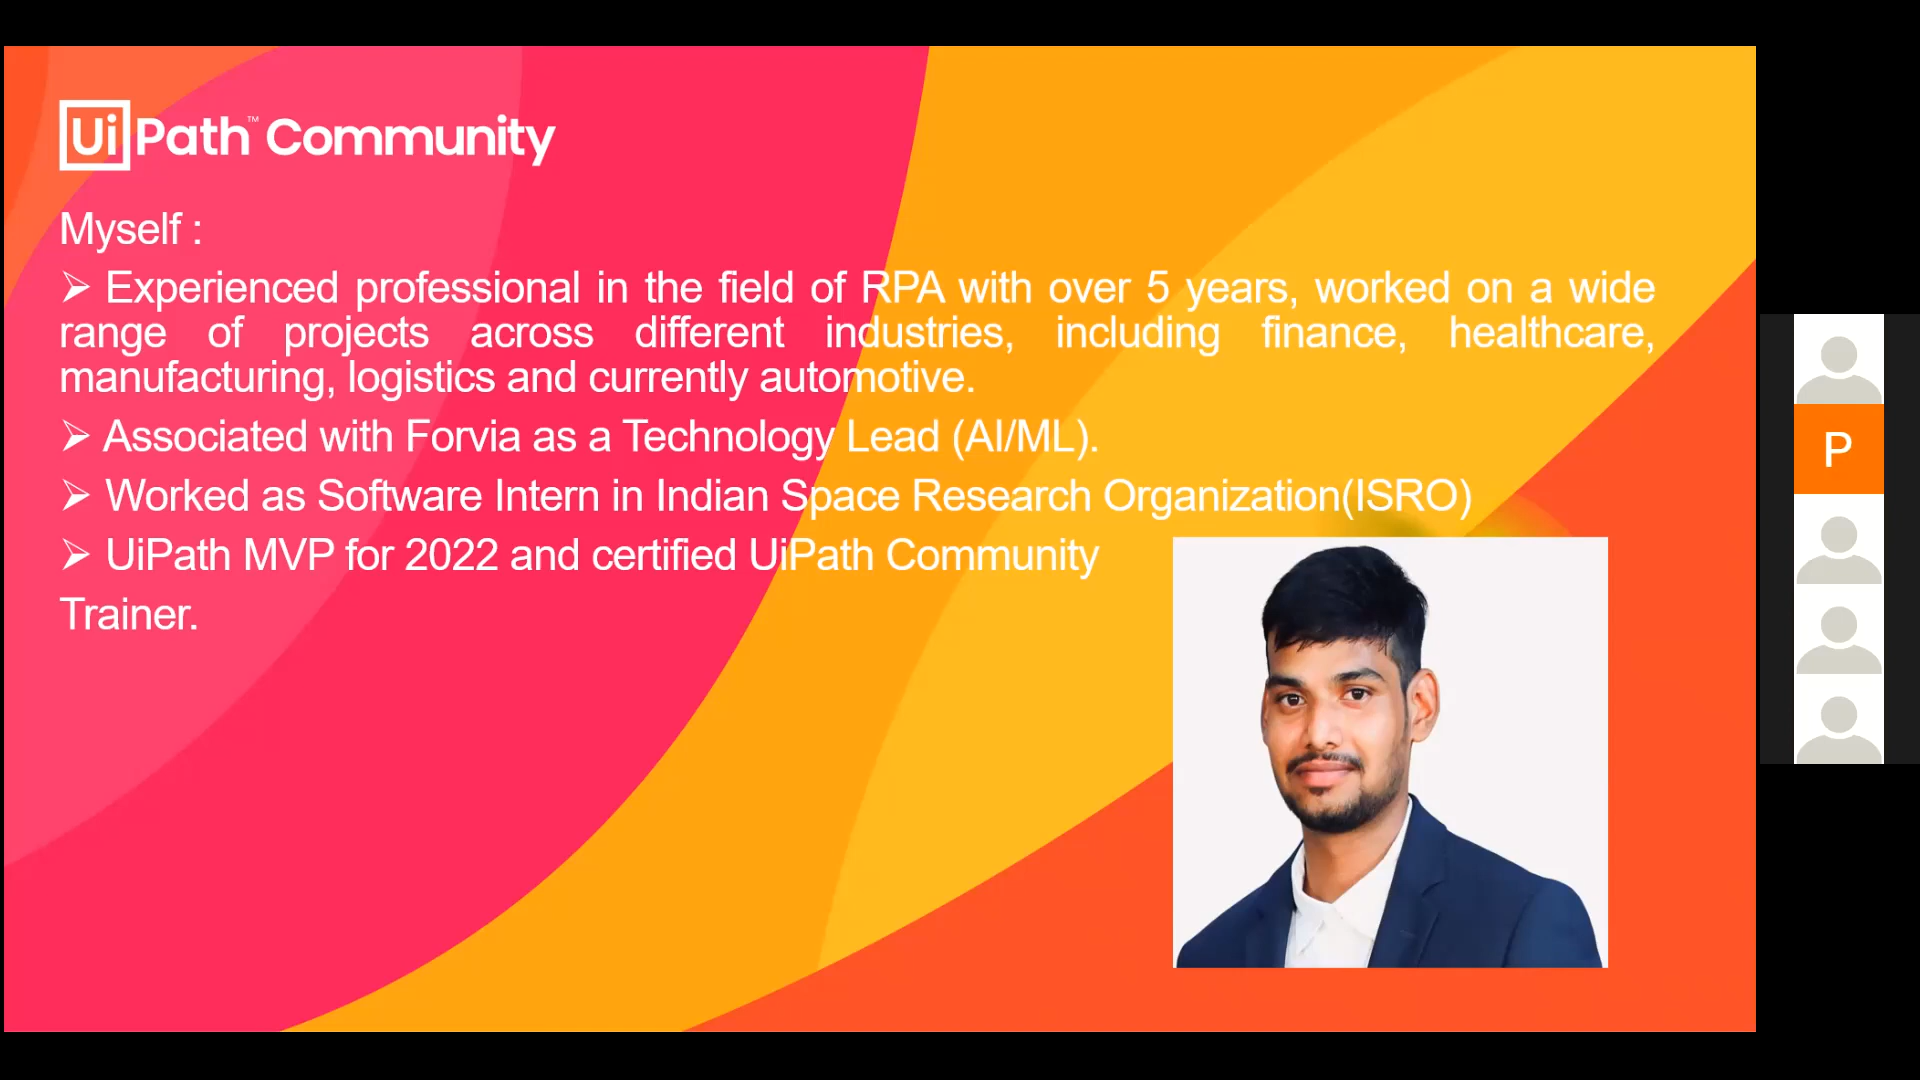 UiPath™ Community
Myself :
➢ Experienced professional in the field of RPA with over 5 years, worked on a wide
range of projects across different industries, including finance, healthcare,
manufacturing, logistics and currently automotive.
➢ Associated with Forvia as a Technology Lead (AI/ML).
➢ Worked as Software Intern in Indian Space Research Organization(ISRO)
➢ UiPath MVP for 2022 and certified UiPath Community
Trainer.
P